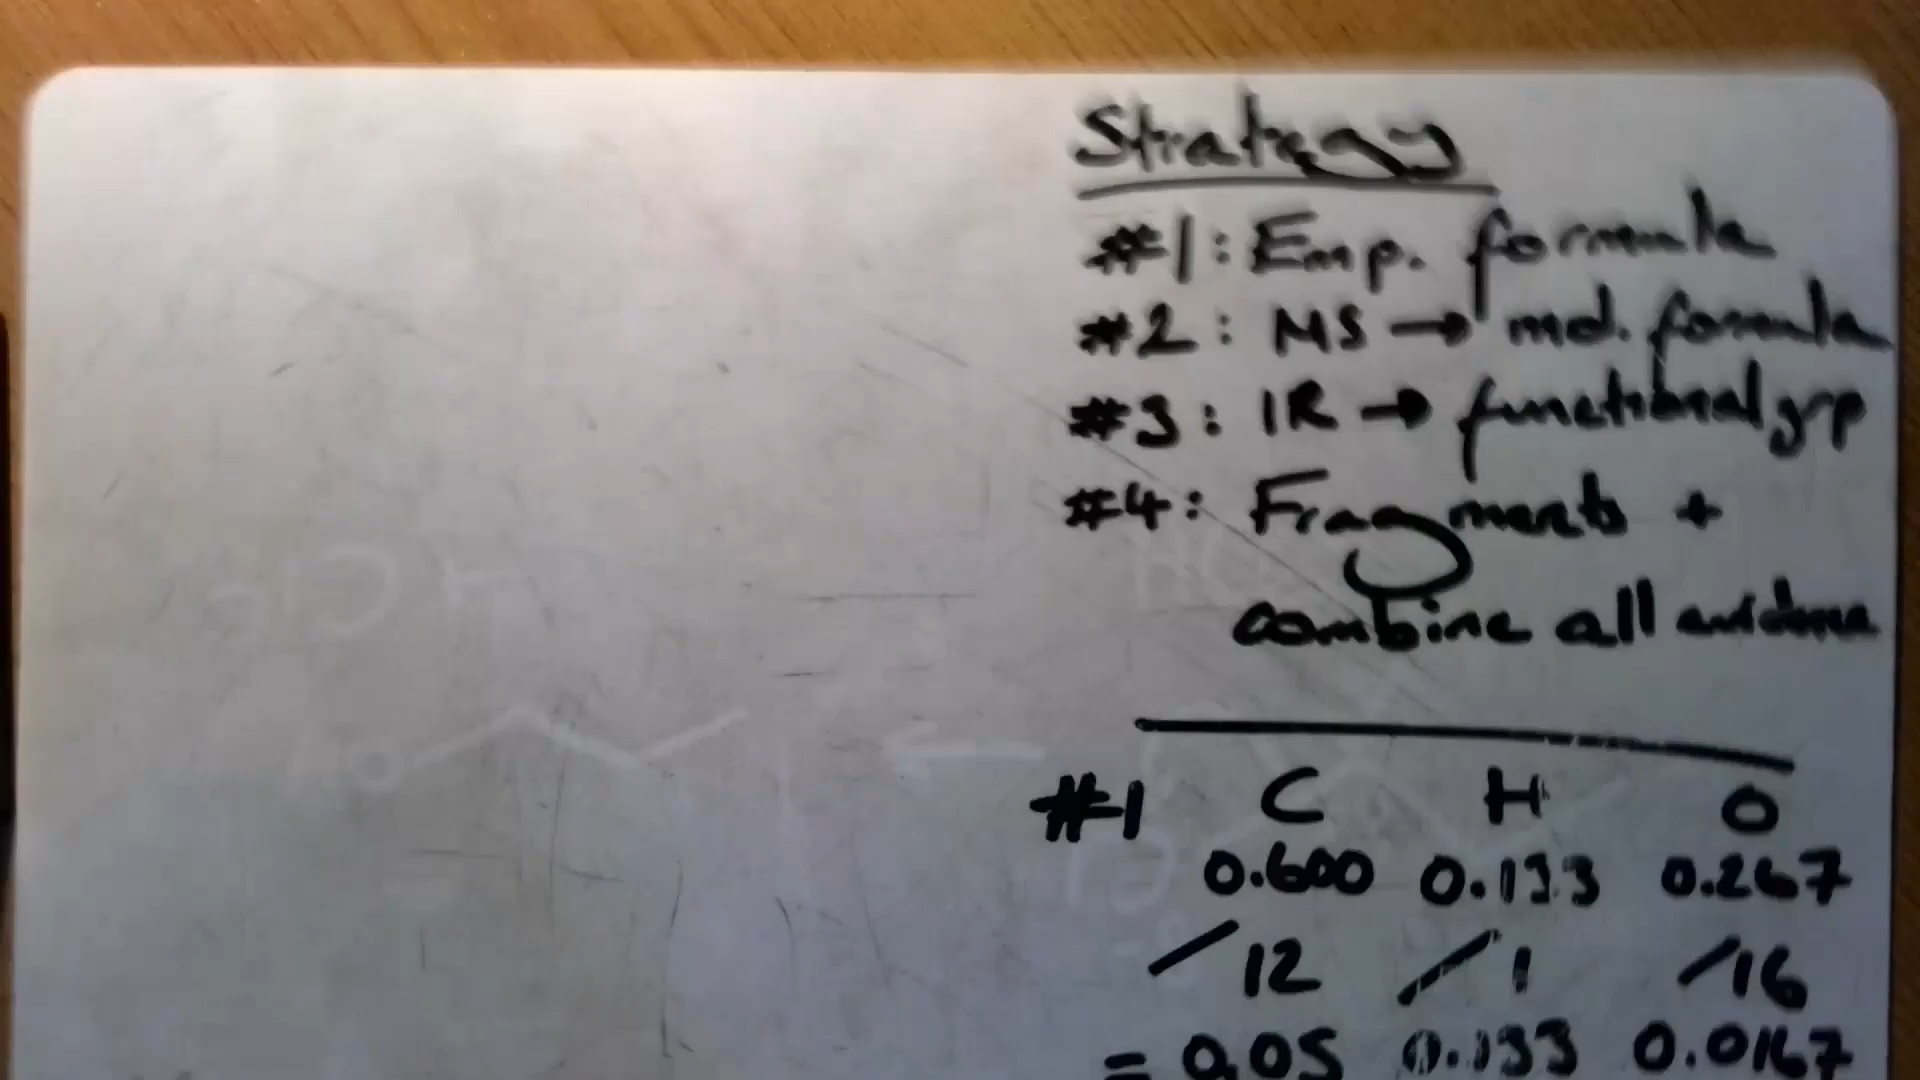 Strategy
#1: Emp. formula
#2: MS → mol. formula
#3: IR → functional grp
#4: Fragments +
combine all evidence
#1 C H O
0.600 0.133 0.267
/12 /1 /16
= 0.05 0.133 0.0167